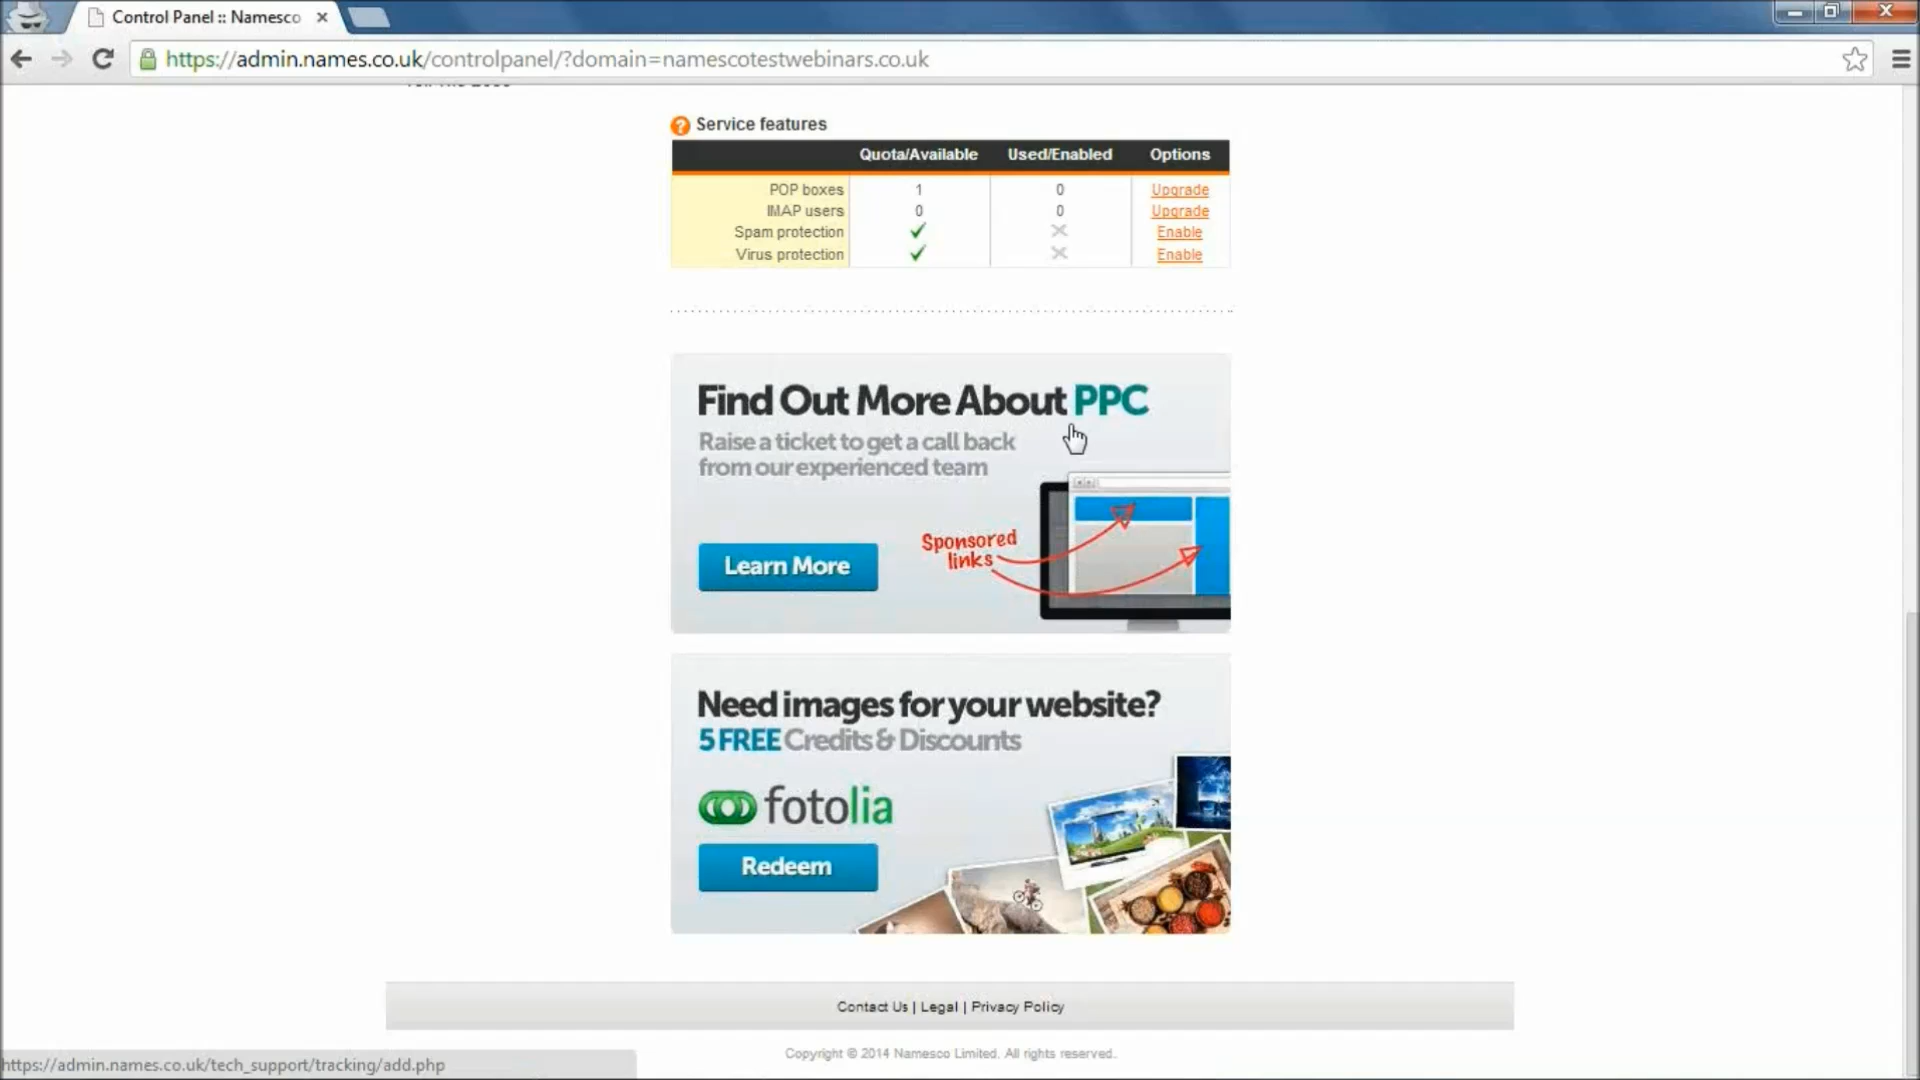 Control Panel :: Namesco
https://admin.names.co.uk/controlpanel/?domain=namescotestwebinars.co.uk
Service features
Quota/Available Used/Enabled Options
POP boxes 1 0 Upgrade
IMAP users 0 0 Upgrade
Spam protection Enable
Virus protection Enable
Find Out More About PPC
Raise a ticket to get a call back
from our experienced team
Sponsored
links
Learn More
Need images for your website?
5 FREE Credits & Discounts
fotolia
Redeem
Contact Us | Legal | Privacy Policy
Copyright © 2014 Namesco Limited. All rights reserved.
https://admin.names.co.uk/tech_support/tracking/add.php